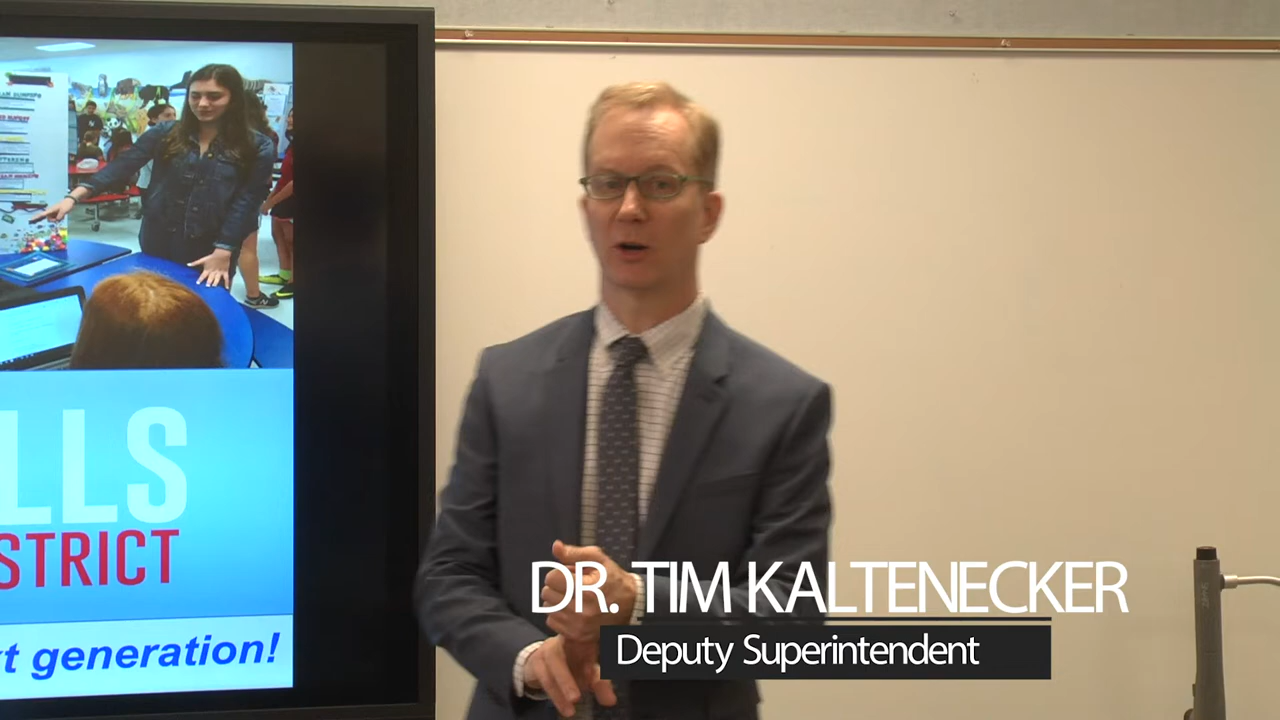 LLS
STRICT
t generation!
DR. TIM KALTENECKER
Deputy Superintendent